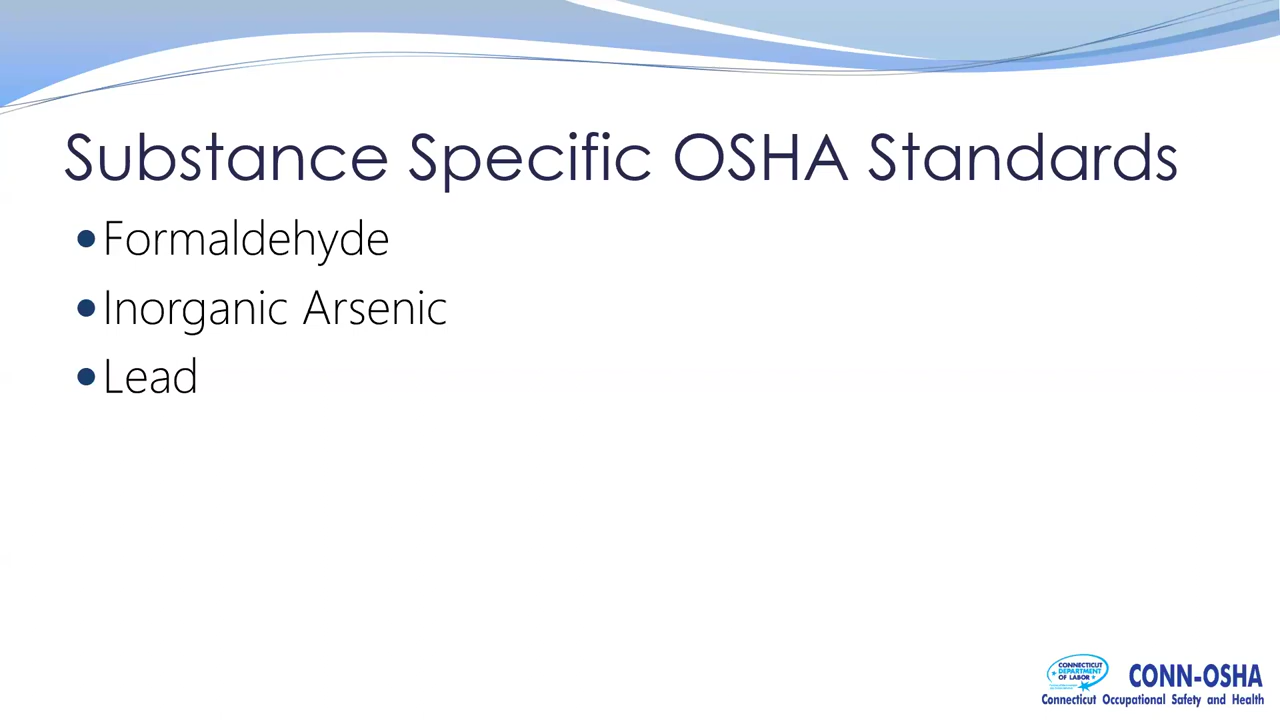 Substance Specific OSHA Standards
•Formaldehyde
•Inorganic Arsenic
•Lead
CONNECTICUT
DEPARTMENT
OF LABOR
CONN-OSHA
Connecticut Occupational Safety and Health